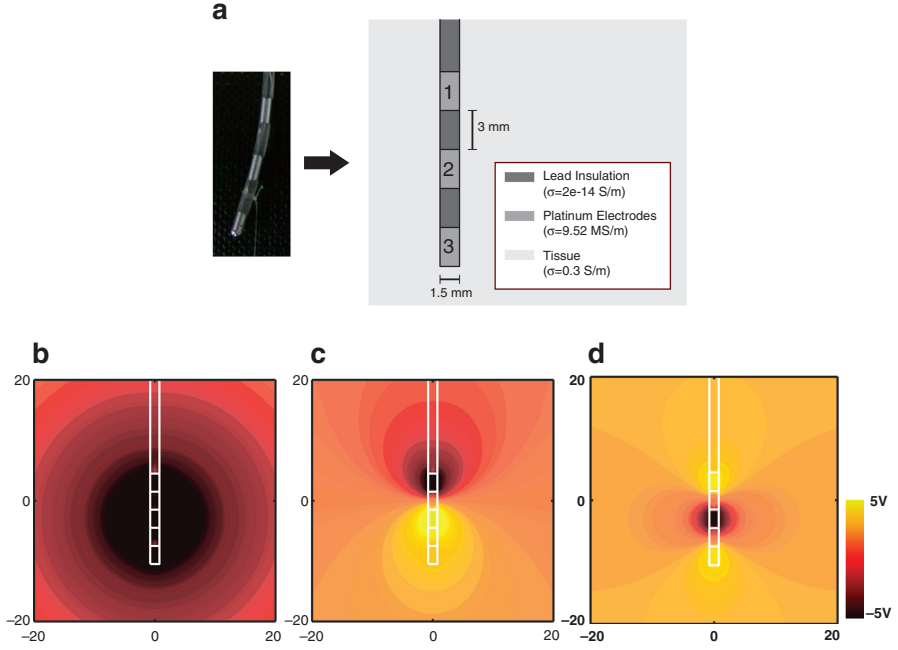 a
1
3 mm
2
3
1.5 mm
Lead Insulation
(σ=2e-14 S/m)
Platinum Electrodes
(σ=9.52 MS/m)
Tissue
(σ=0.3 S/m)
b
20
0
−20
−20
0
20
c
20
0
−20
−20
0
20
d
20
0
−20
−20
0
20
5V
−5V